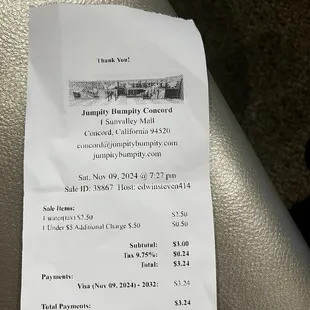 Thank You!
Jumpity Bumpity Concord
1 Sunvalley Mall
Concord, California 94520
concord@jumpitybumpity.com
jumpitybumpity.com
Sat, Nov 09, 2024 @ 7:27 pm
Sale ID: 38867 Host: edwinsteven414
Sale Items:
1 water(tax) $2.50 $2.50
1 Under $5 Additional Charge $.50 $0.50
Subtotal: $3.00
Tax 9.75%: $0.24
Total: $3.24
Payments:
Visa (Nov 09, 2024) - 2032: $3.24
Total Payments: $3.24